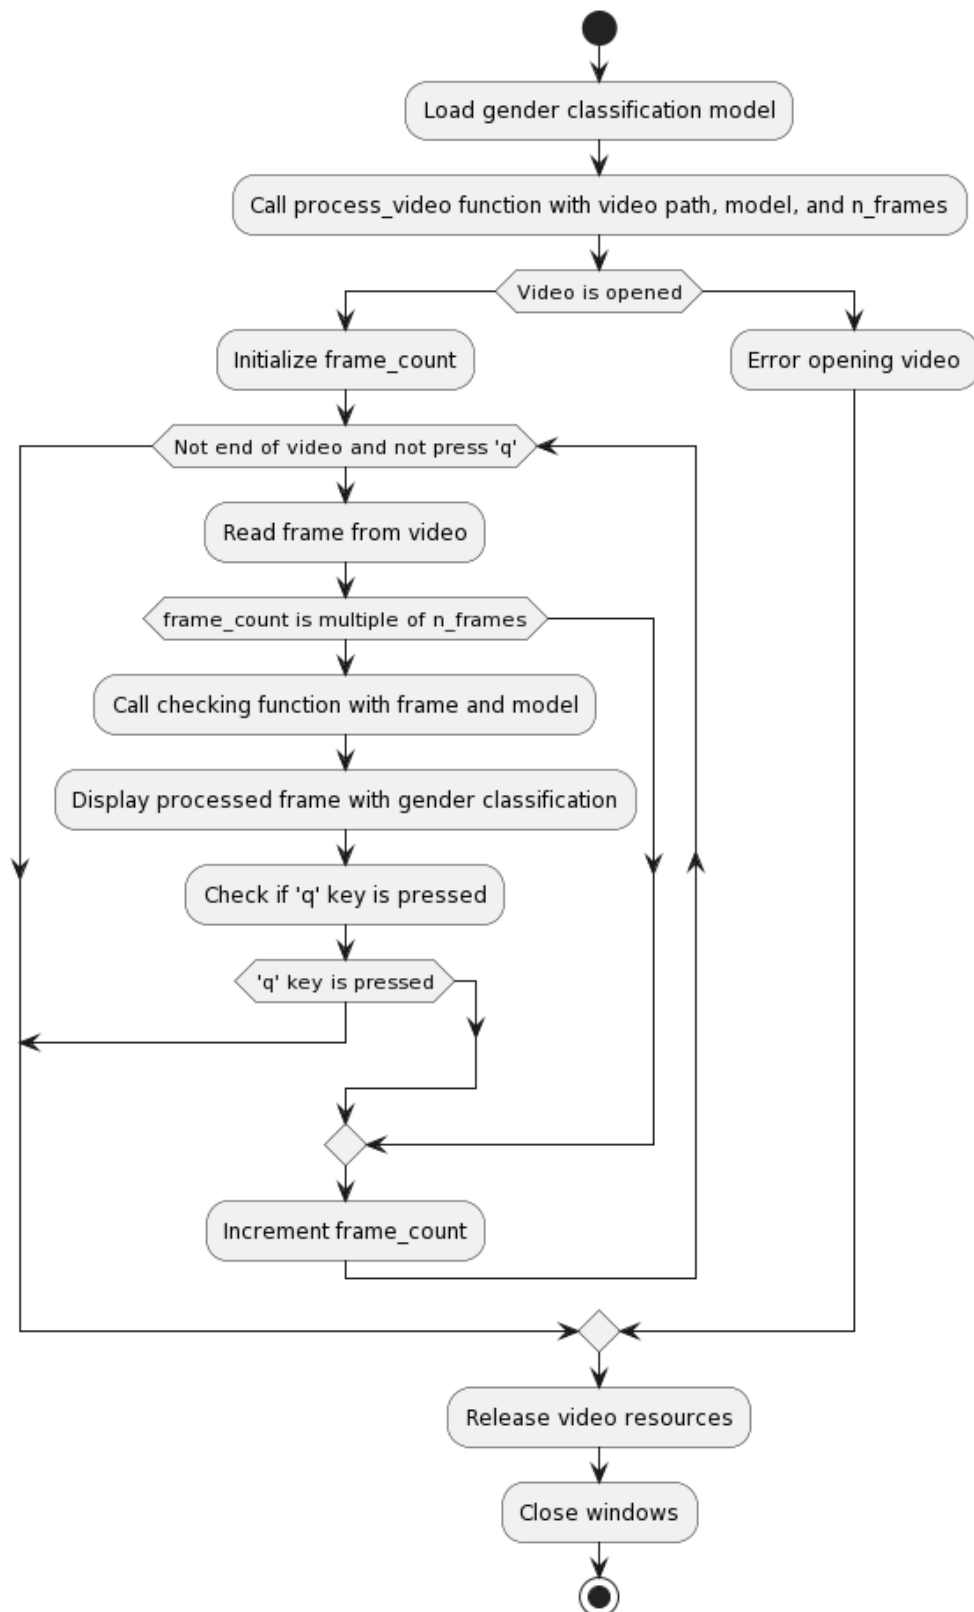 Load gender classification model
Call process_video function with video path, model, and n_frames
Video is opened
Initialize frame_count
Error opening video
Not end of video and not press 'q'
Read frame from video
frame_count is multiple of n_frames
Call checking function with frame and model
Display processed frame with gender classification
Check if 'q' key is pressed
'q' key is pressed
Increment frame_count
Release video resources
Close windows